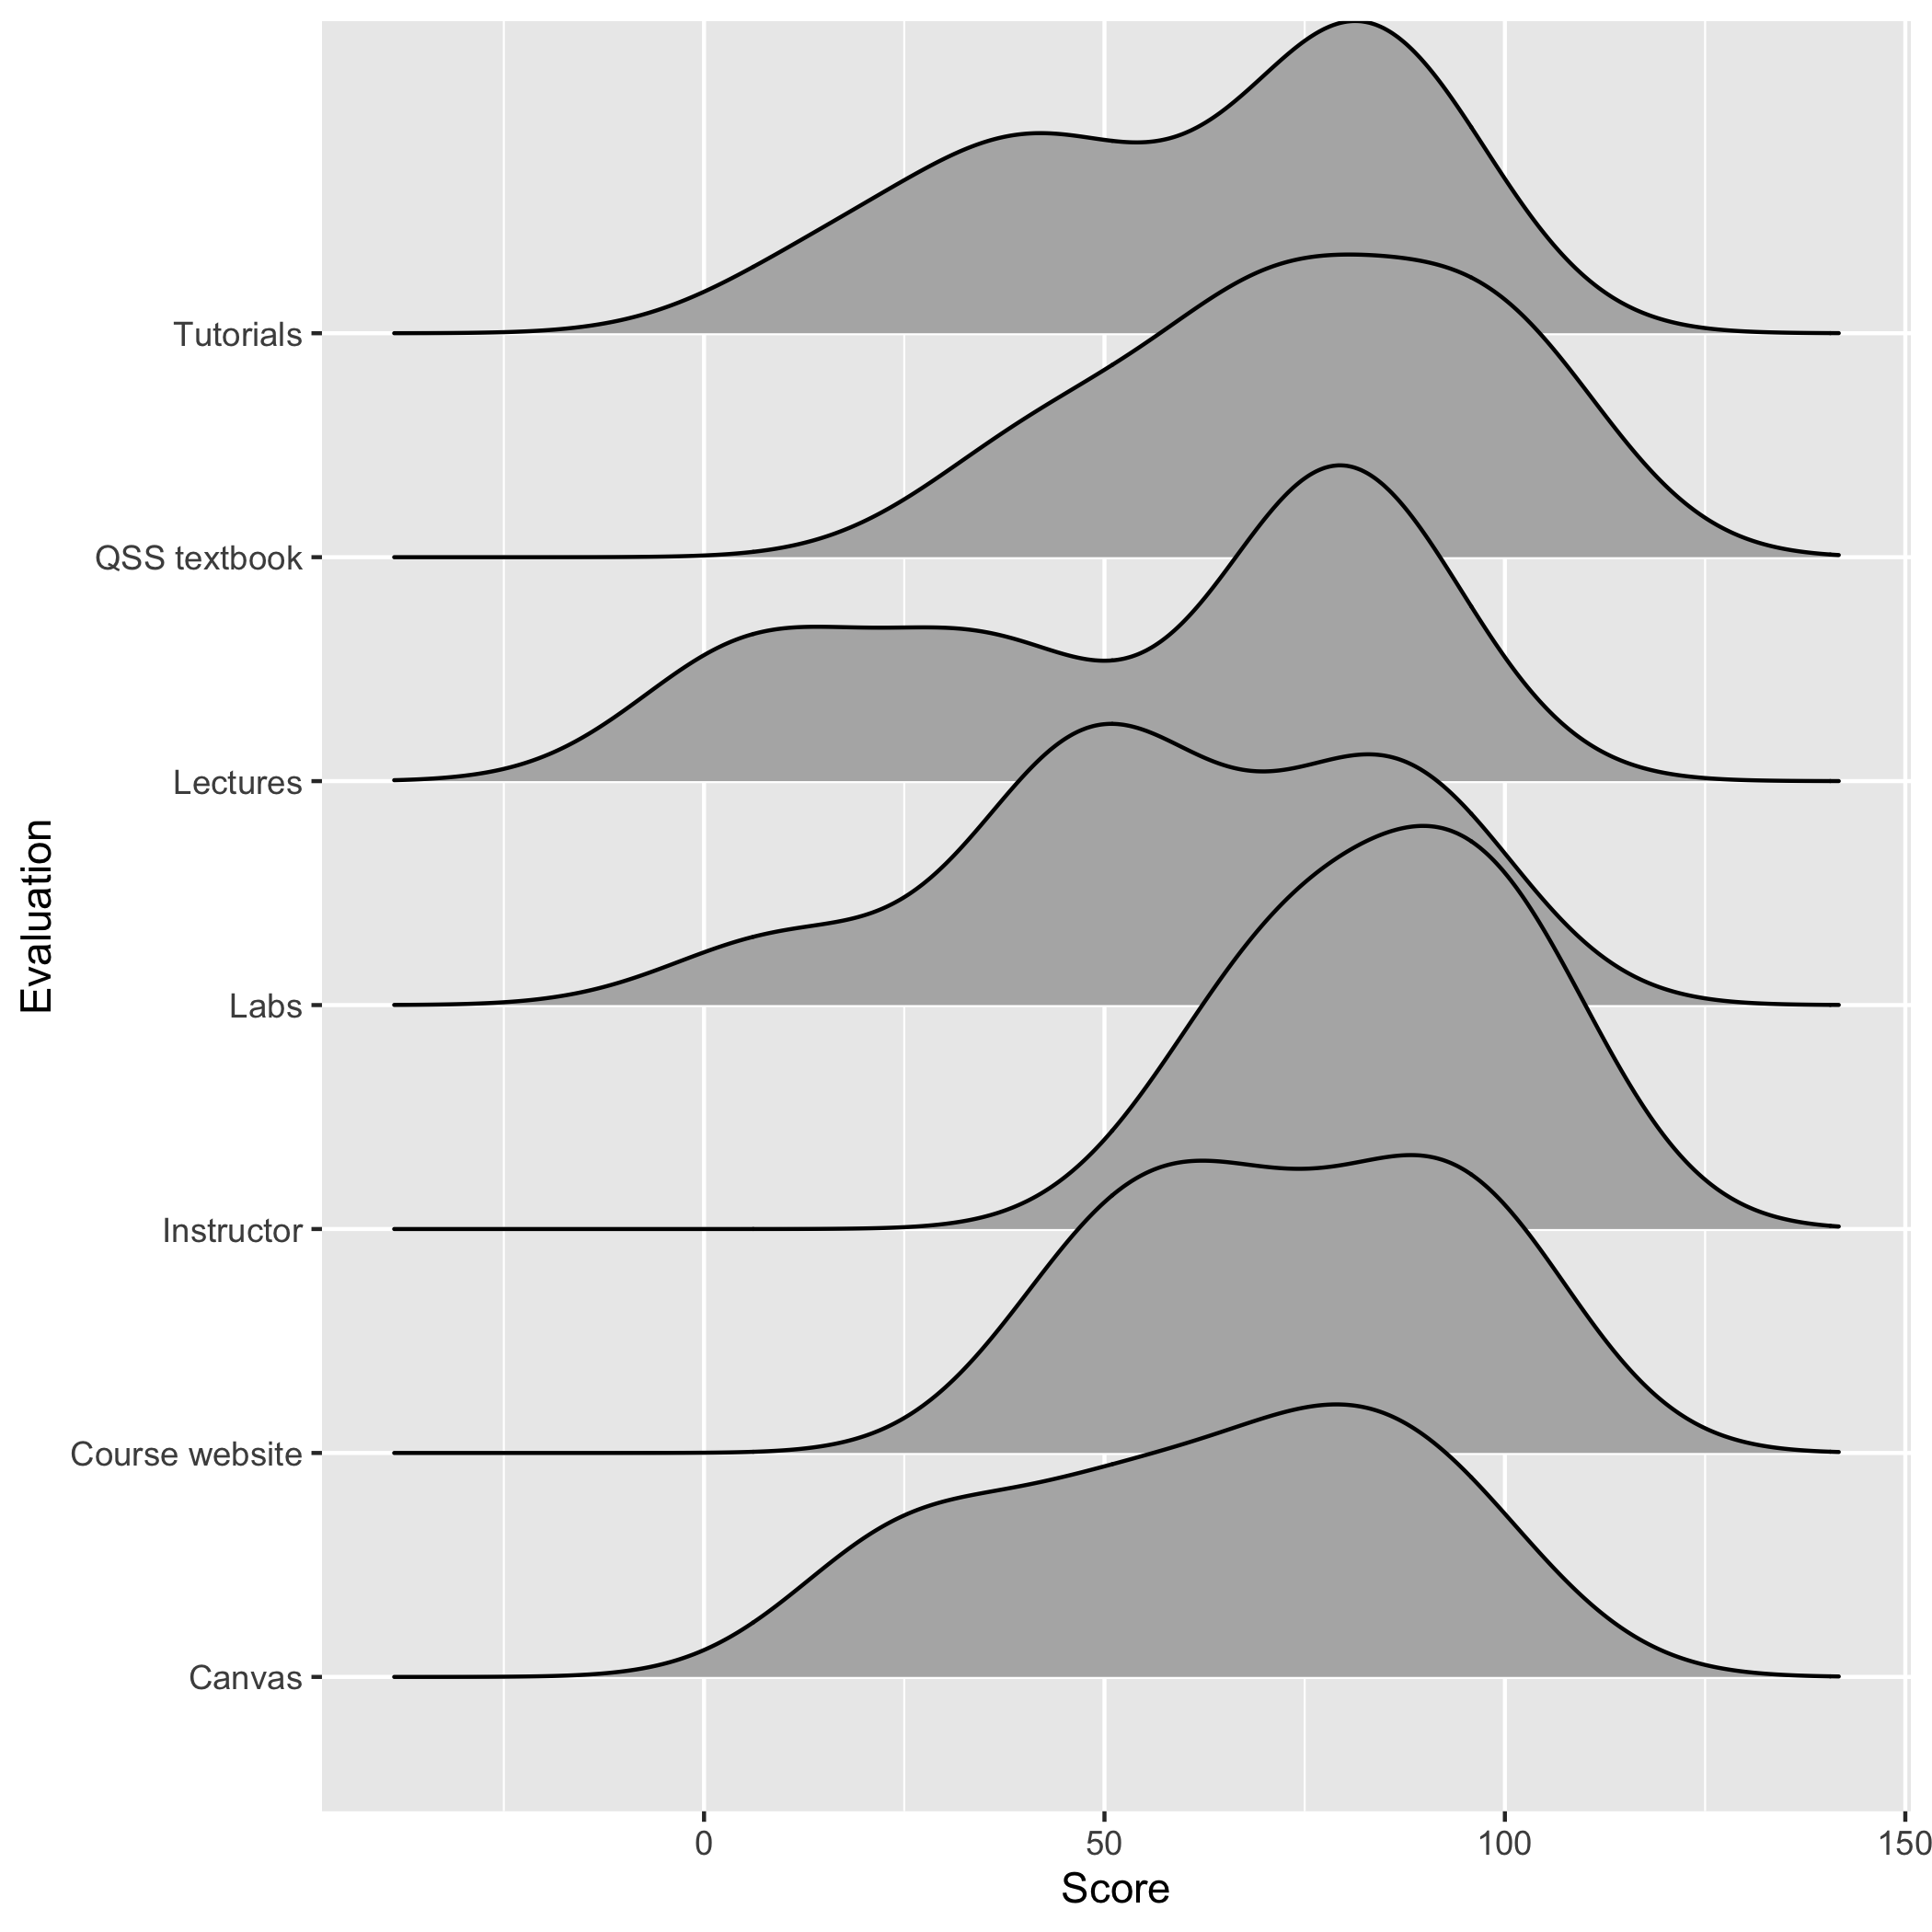 Tutorials
QSS textbook
Lectures
Labs
Instructor
Course website
Canvas
Evaluation
0 50 100 150
Score